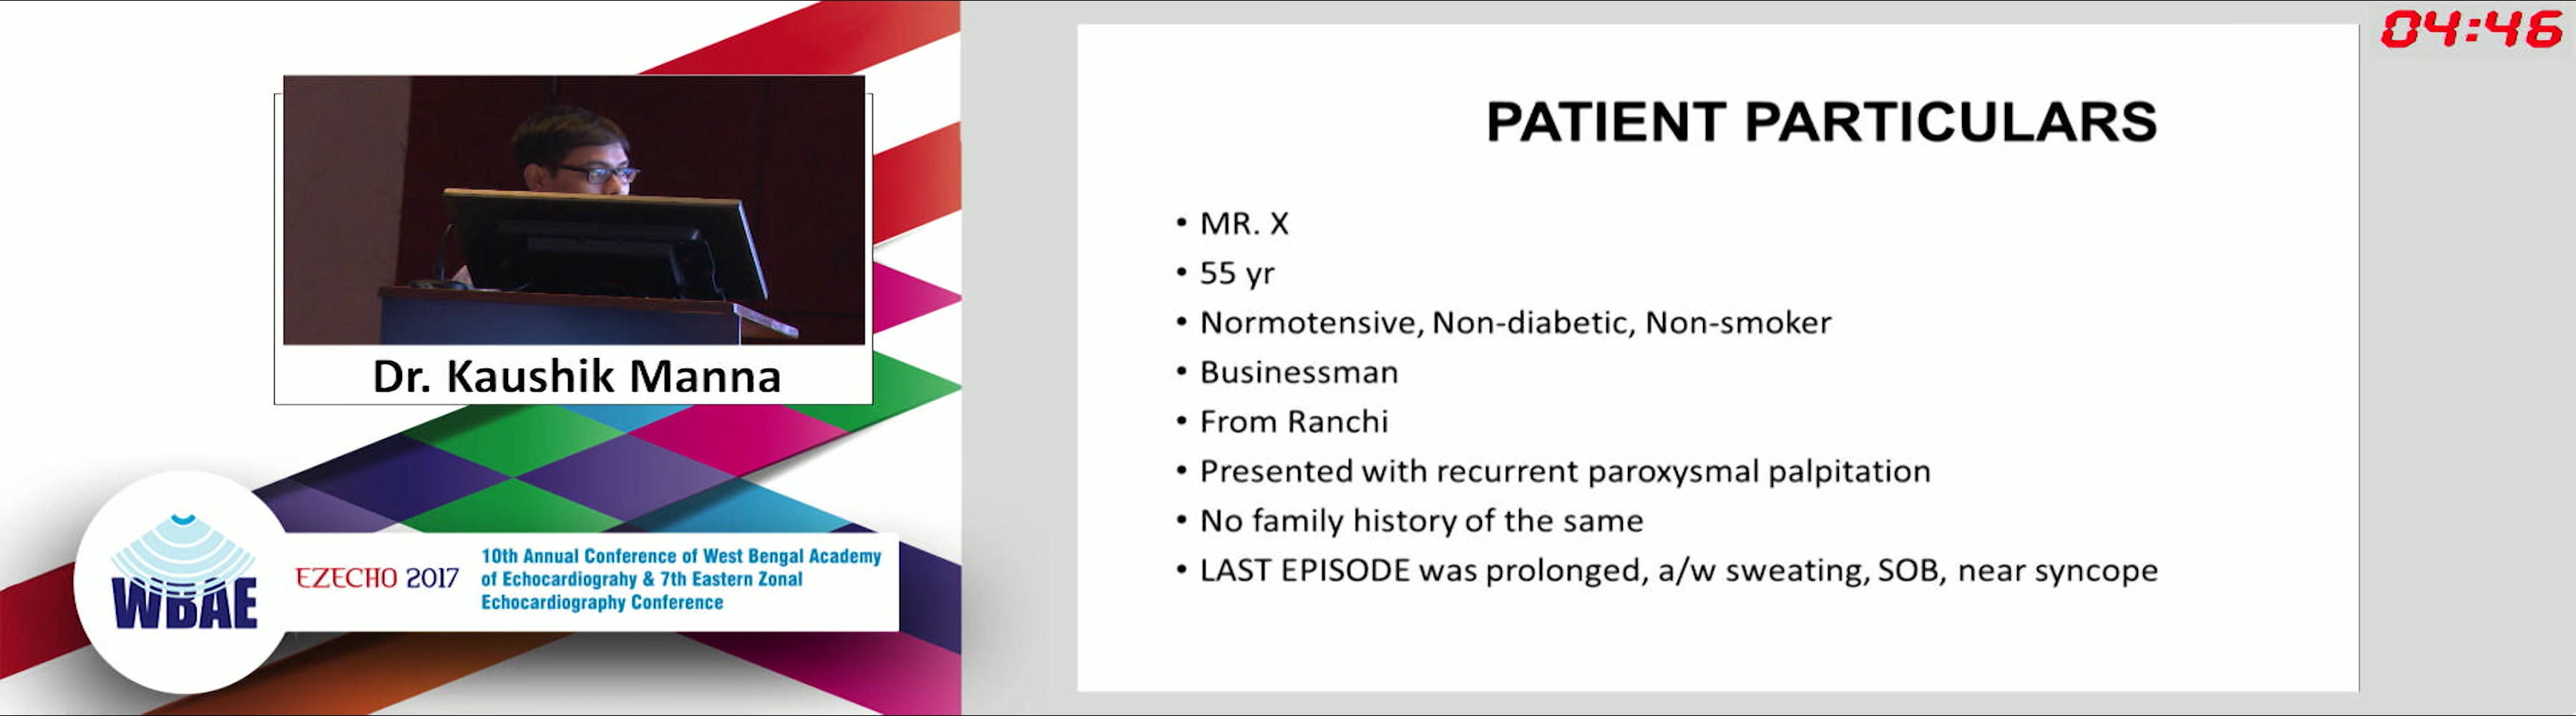 Dr. Kaushik Manna
WBAE
EZECHO 2017
10th Annual Conference of West Bengal Academy
of Echocardiograhy & 7th Eastern Zonal
Echocardiography Conference
04:46
PATIENT PARTICULARS
• MR. X
• 55 yr
• Normotensive, Non-diabetic, Non-smoker
• Businessman
• From Ranchi
• Presented with recurrent paroxysmal palpitation
• No family history of the same
• LAST EPISODE was prolonged, a/w sweating, SOB, near syncope